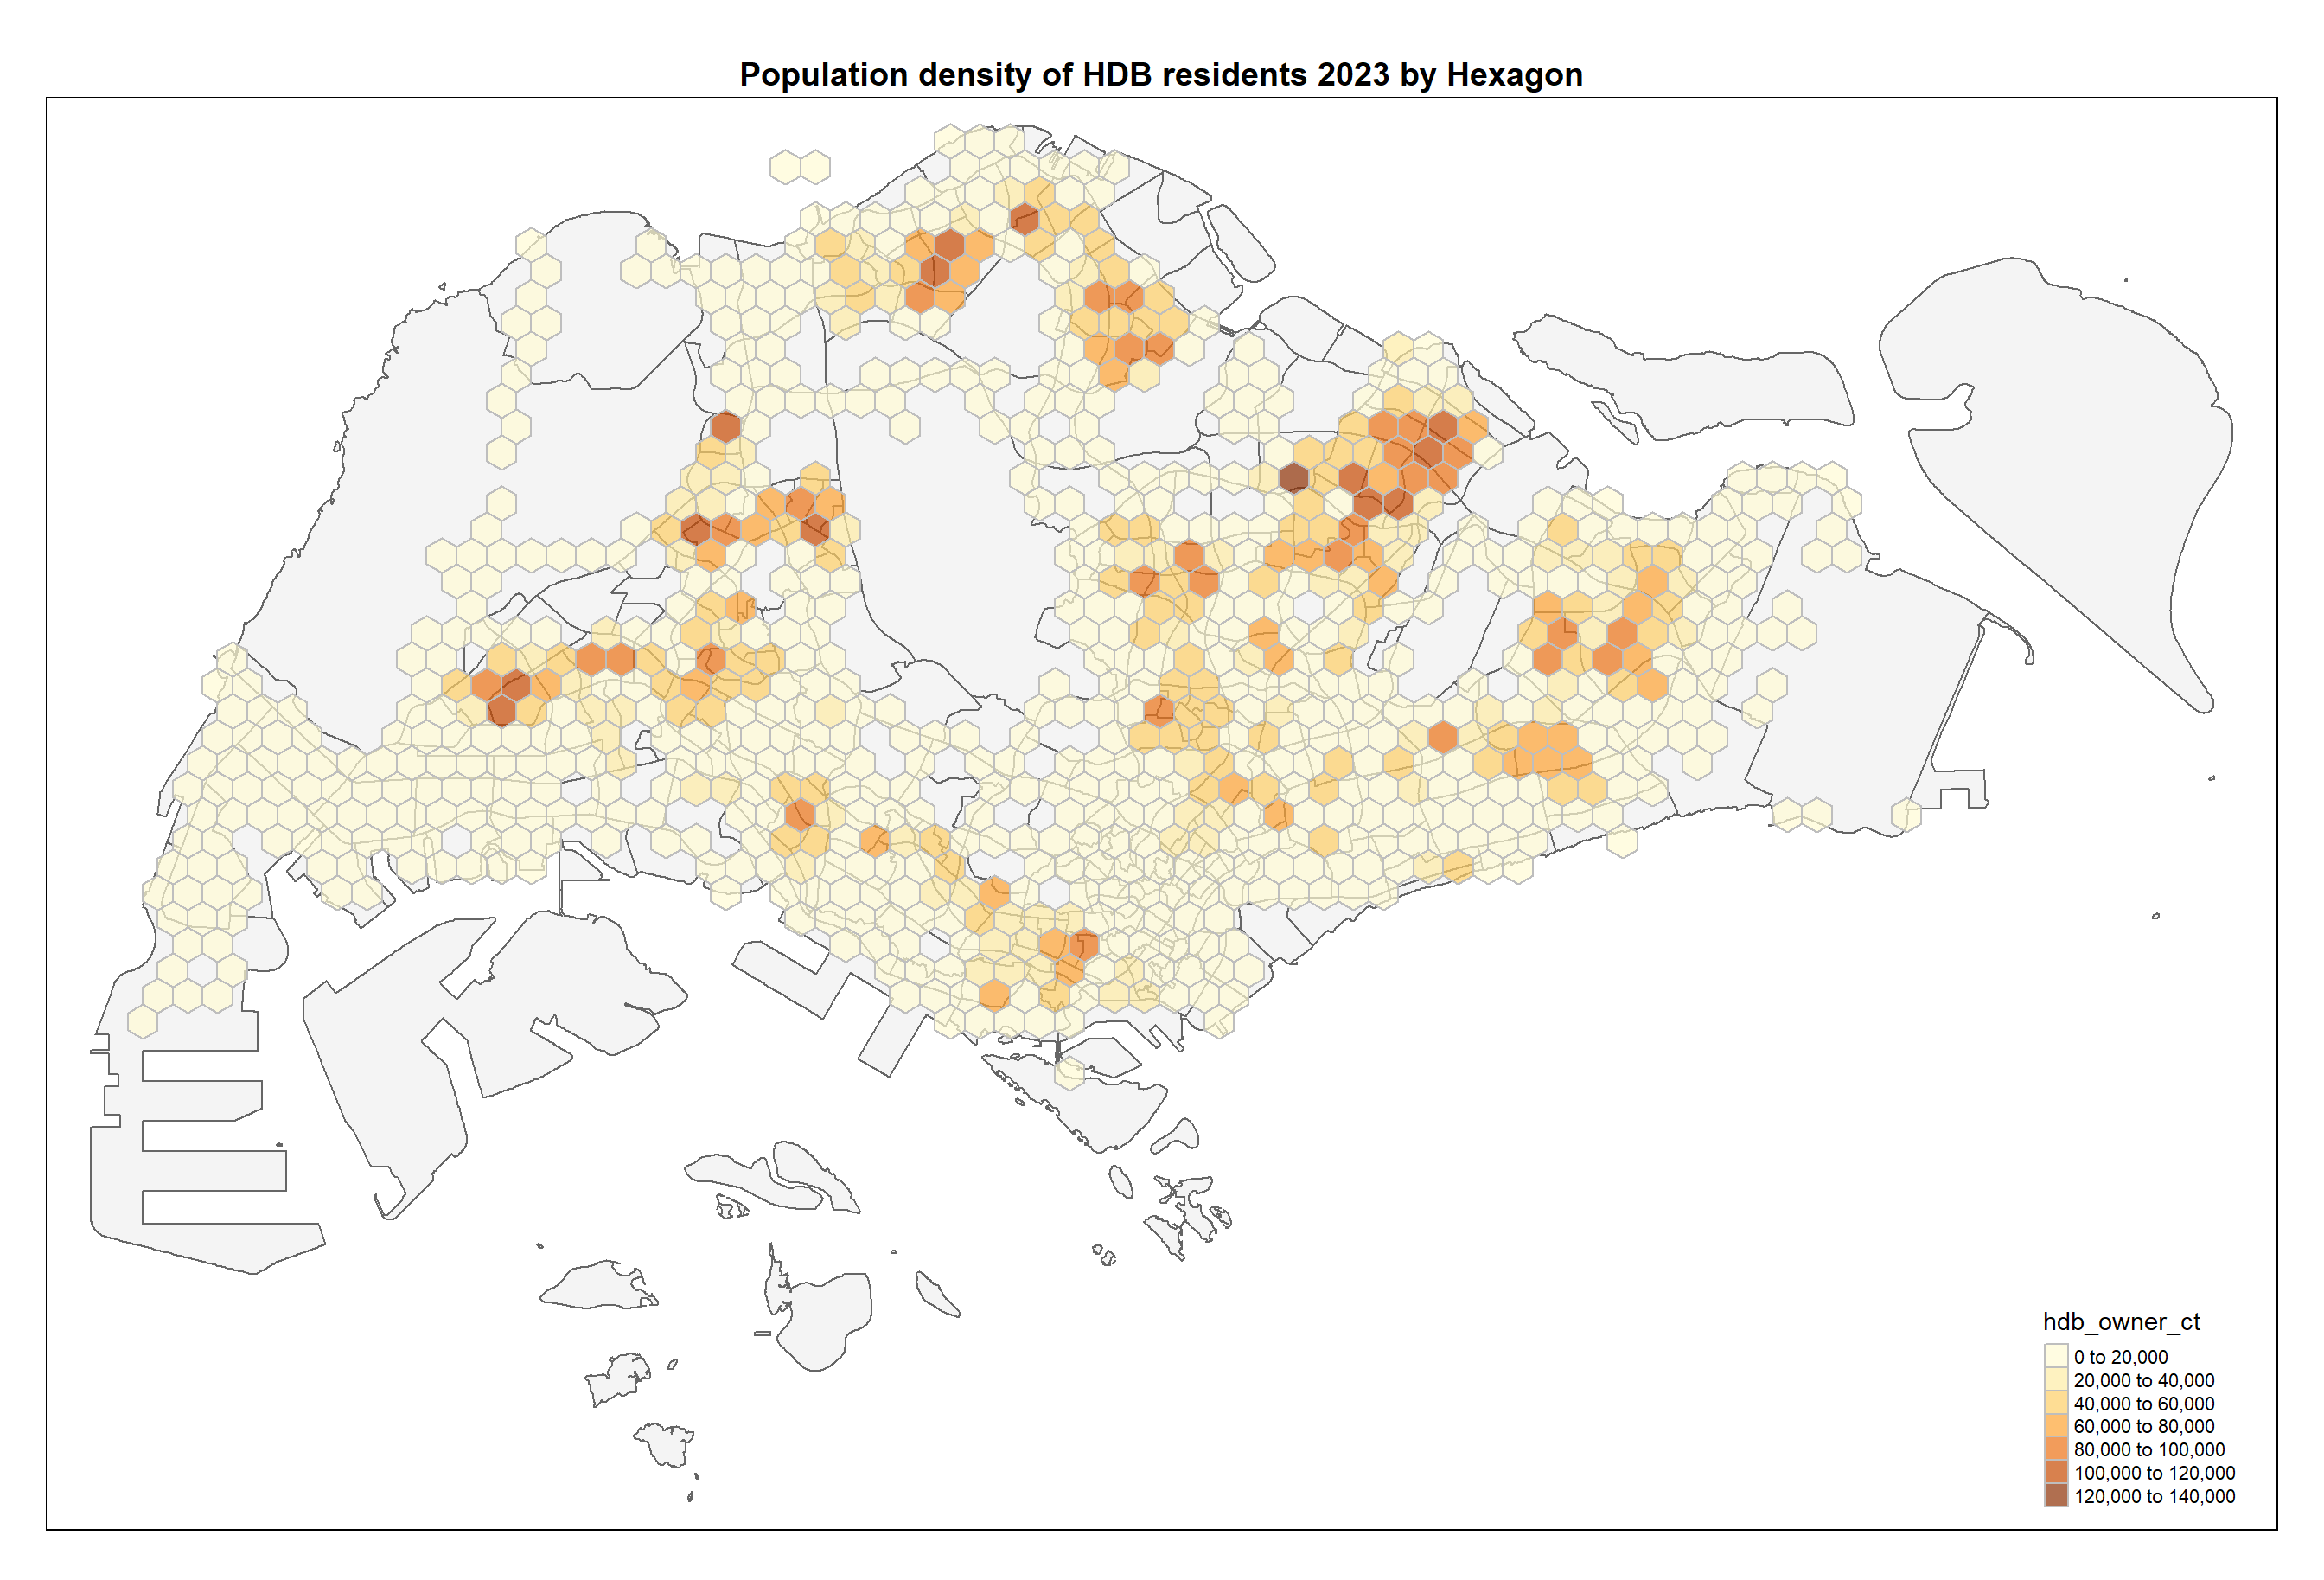 Population density of HDB residents 2023 by Hexagon
hdb_owner_ct
0 to 20,000
20,000 to 40,000
40,000 to 60,000
60,000 to 80,000
80,000 to 100,000
100,000 to 120,000
120,000 to 140,000